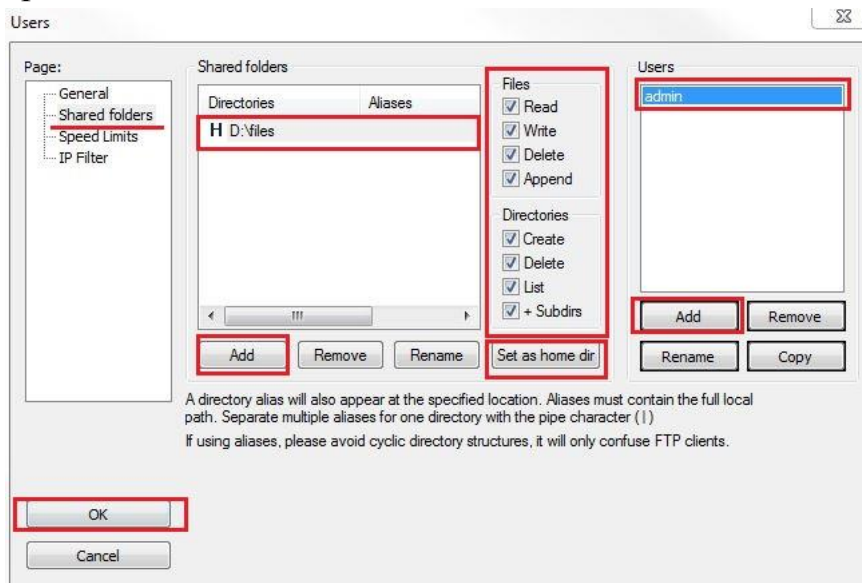 Users
Page:
General
Shared folders
Speed Limits
IP Filter
Shared folders
Directories Aliases
H D:\files
Files
Read
Write
Delete
Append
Directories
Create
Delete
List
+ Subdirs
Add Remove Rename Set as home dir
Users
admin
Add Remove
Rename Copy
A directory alias will also appear at the specified location. Aliases must contain the full local
path. Separate multiple aliases for one directory with the pipe character (|)
If using aliases, please avoid cyclic directory structures, it will only confuse FTP clients.
OK
Cancel